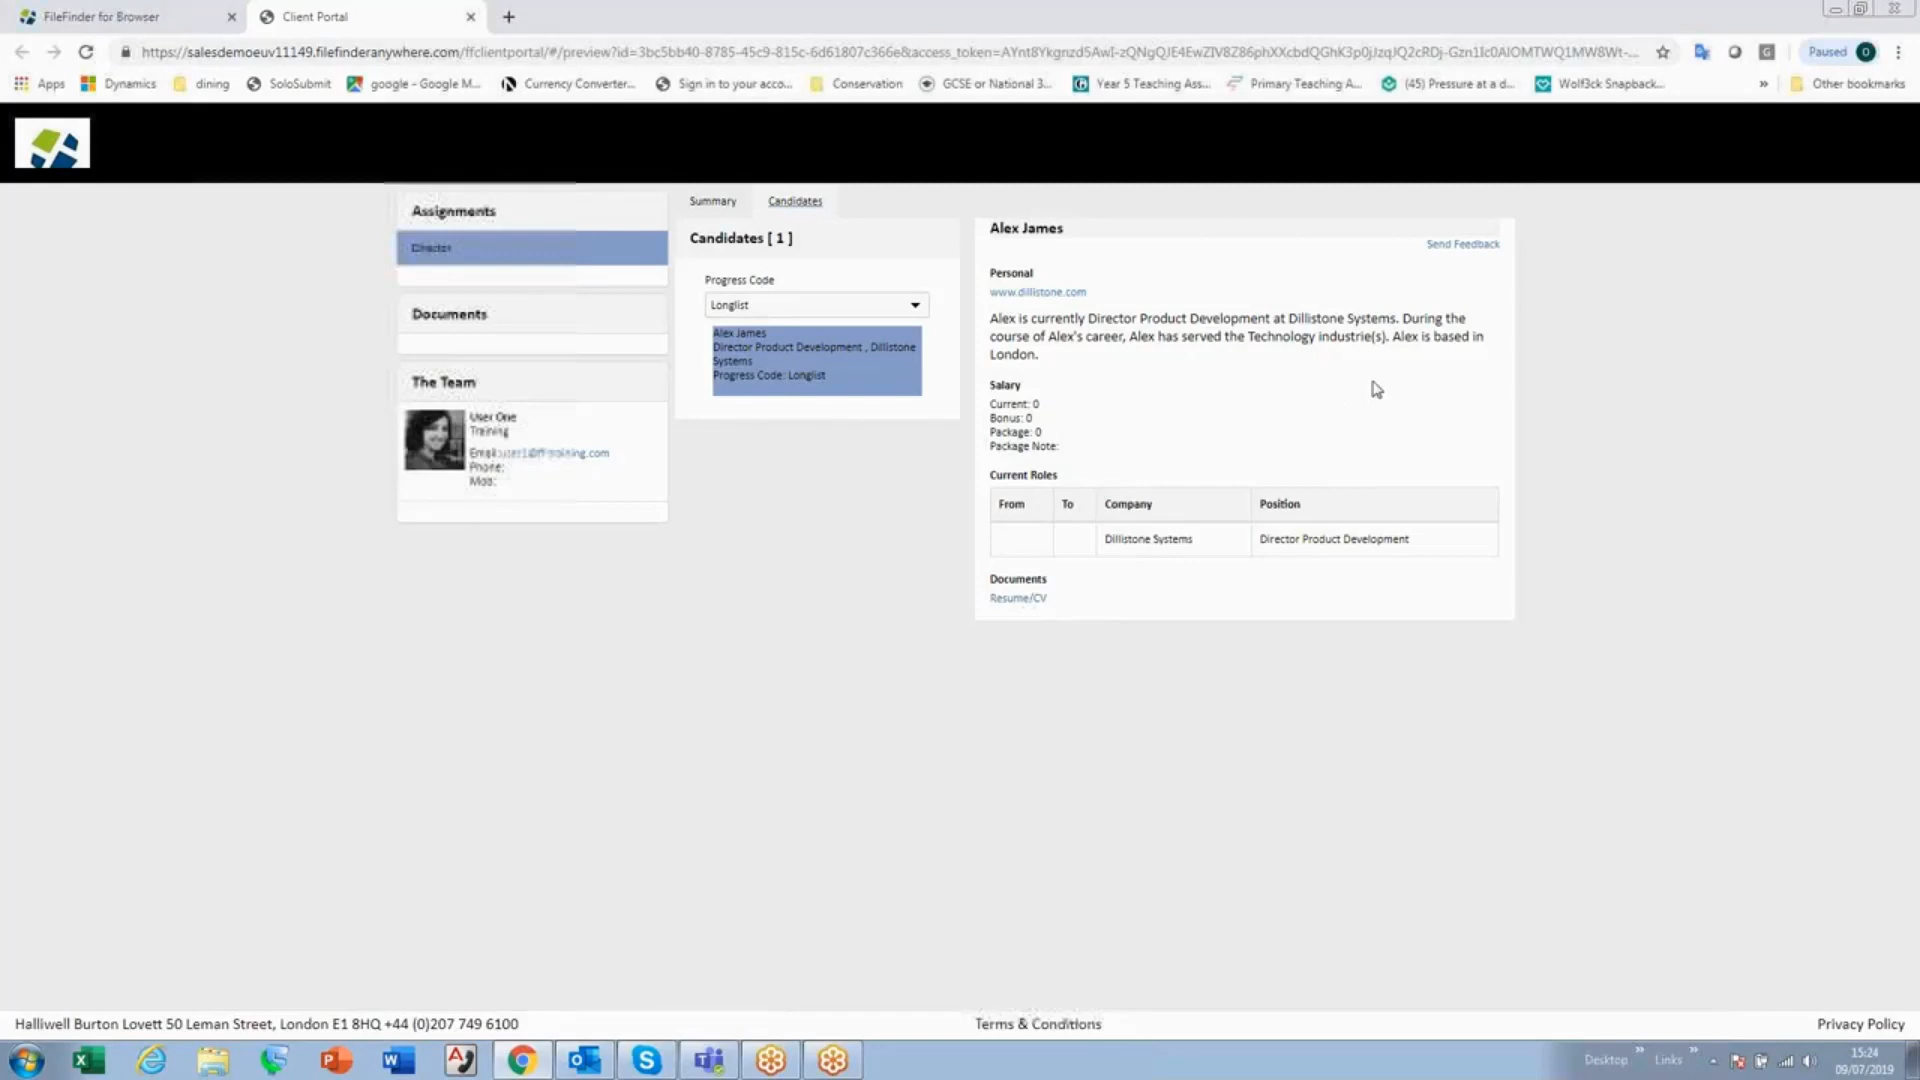 FileFinder for Browser
Client Portal
https://salesdemoeuv11149.filefinderanywhere.com/ffclientportal/#/preview?id=3bc5bb40-8785-45c9-815c-6d61807c366e&access_token=
Paused
Apps
Dynamics
dining
SoloSubmit
google - Google M...
Currency Converter...
Sign in to your acco...
Conservation
GCSE or National 3...
Year 5 Teaching Ass...
Primary Teaching A...
(45) Pressure at a d...
Wolf3ck Snapback...
»
Other bookmarks
Assignments
Director
Documents
The Team
User One
Training
Email:
Phone:
Mob:
Summary
Candidates
Candidates [ 1 ]
Progress Code
Longlist
Alex James
Director Product Development , Dillistone
Systems
Progress Code: Longlist
Alex James
Send Feedback
Personal
www.dillistone.com
Alex is currently Director Product Development at Dillistone Systems. During the
course of Alex's career, Alex has served the Technology industrie(s). Alex is based in
London.
Salary
Current: 0
Bonus: 0
Package: 0
Package Note:
Current Roles
From To Company Position
Dillistone Systems Director Product Development
Documents
Resume/CV
Halliwell Burton Lovett 50 Leman Street, London E1 8HQ +44 (0)207 749 6100
Terms & Conditions
Privacy Policy
Desktop »
Links »
15:24
09/07/2019